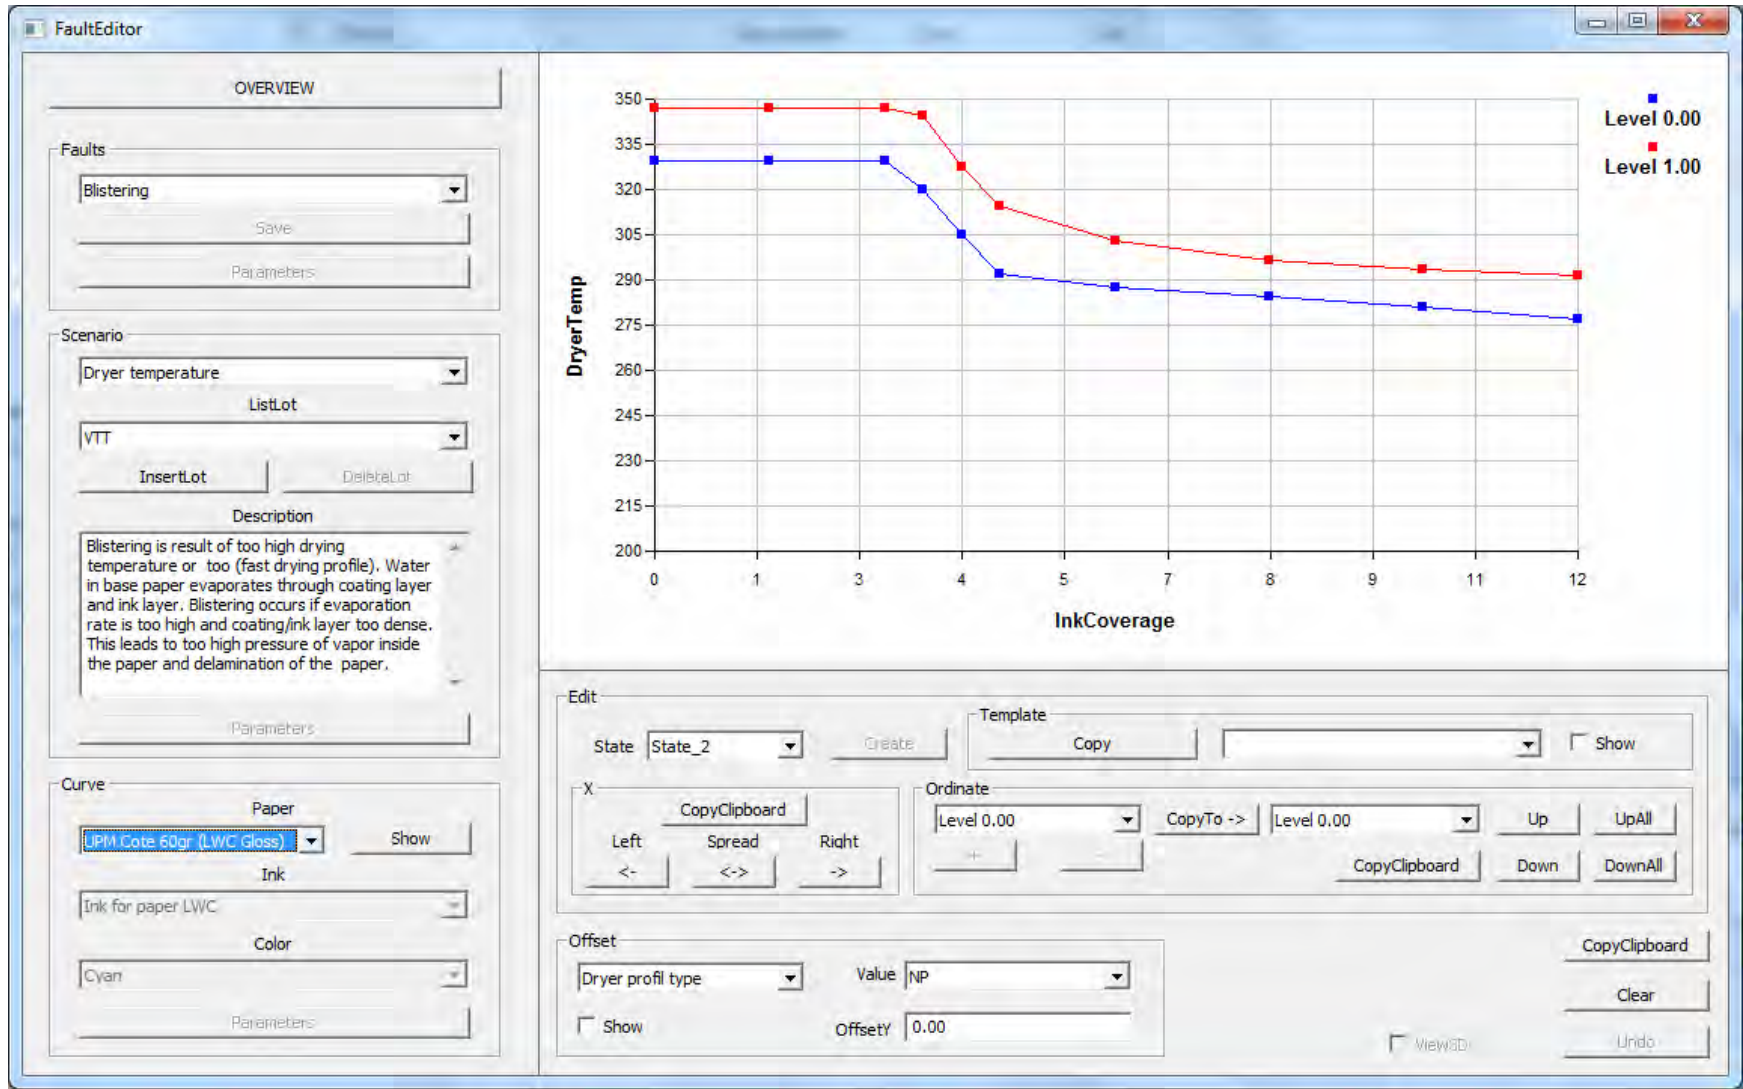 FaultEditor
OVERVIEW
Faults
Blistering
Save
Parameters
Scenario
Dryer temperature
ListLot
VTT
InsertLot
DeleteLot
Description
Blistering is result of too high drying
temperature or too (fast drying profile). Water
in base paper evaporates through coating layer
and ink layer. Blistering occurs if evaporation
rate is too high and coating/ink layer too dense.
This leads to too high pressure of vapor inside
the paper and delamination of the paper.
Parameters
Curve
Paper
UPM Cote 60gr (LWC Gloss)
Show
Ink
Ink for paper LWC
Color
Cyan
Parameters
350
335
320
305
290
275
260
245
230
215
200
DryerTemp
0 1 3 4 5 7 8 9 11 12
InkCoverage
Level 0.00
Level 1.00
Edit
State State_2 Create
Template
Copy
Show
X
CopyClipboard
Left Spread Right
<- <-> ->
Ordinate
Level 0.00 CopyTo -> Level 0.00 Up UpAll
+ - CopyClipboard Down DownAll
Offset
Dryer profil type Value NP
Show OffsetY 0.00
CopyClipboard
Clear
View3D Undo